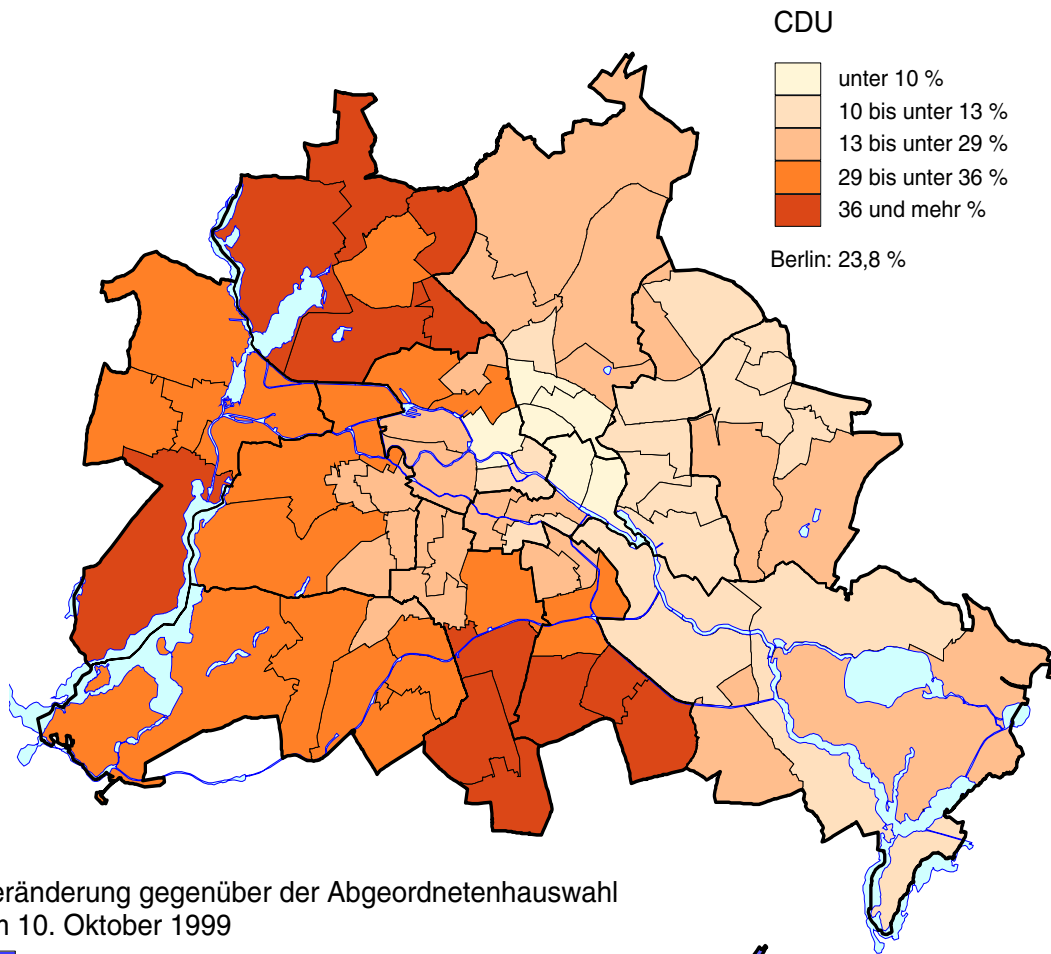 CDU
unter 10 %
10 bis unter 13 %
13 bis unter 29 %
29 bis unter 36 %
36 und mehr %
Berlin: 23,8 %
eränderung gegenüber der Abgeordnetenhauswahl
10. Oktober 1999